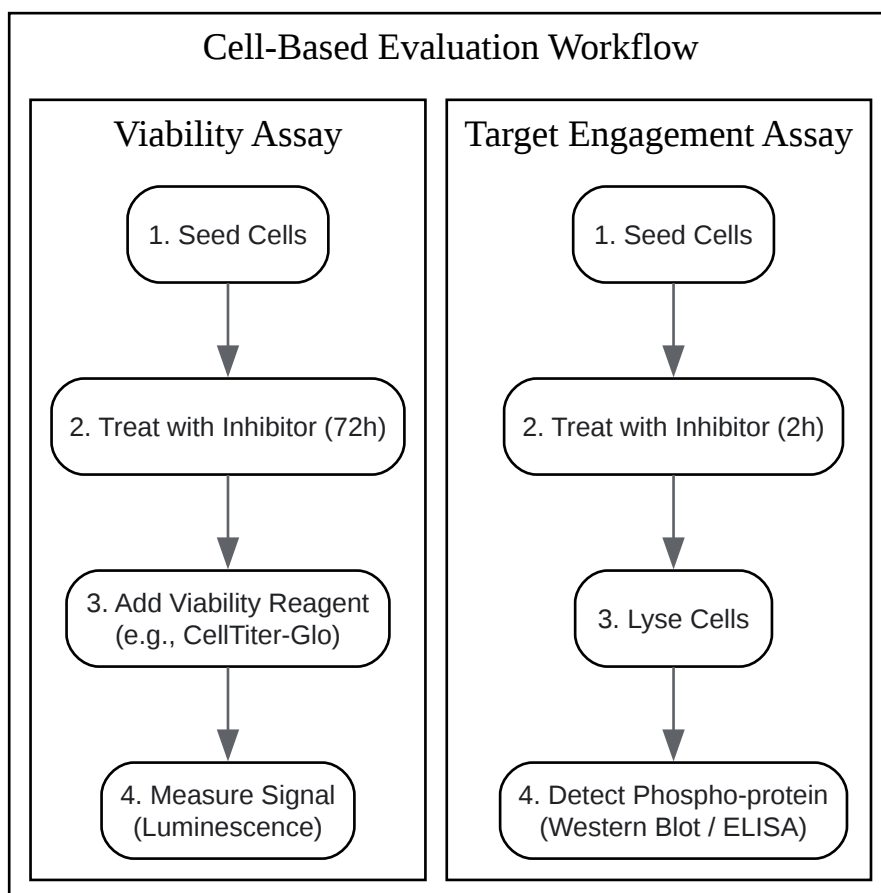 Cell-Based Evaluation Workflow
Viability Assay
1. Seed Cells
2. Treat with Inhibitor (72h)
3. Add Viability Reagent
(e.g., CellTiter-Glo)
4. Measure Signal
(Luminescence)
Target Engagement Assay
1. Seed Cells
2. Treat with Inhibitor (2h)
3. Lyse Cells
4. Detect Phospho-protein
(Western Blot / ELISA)